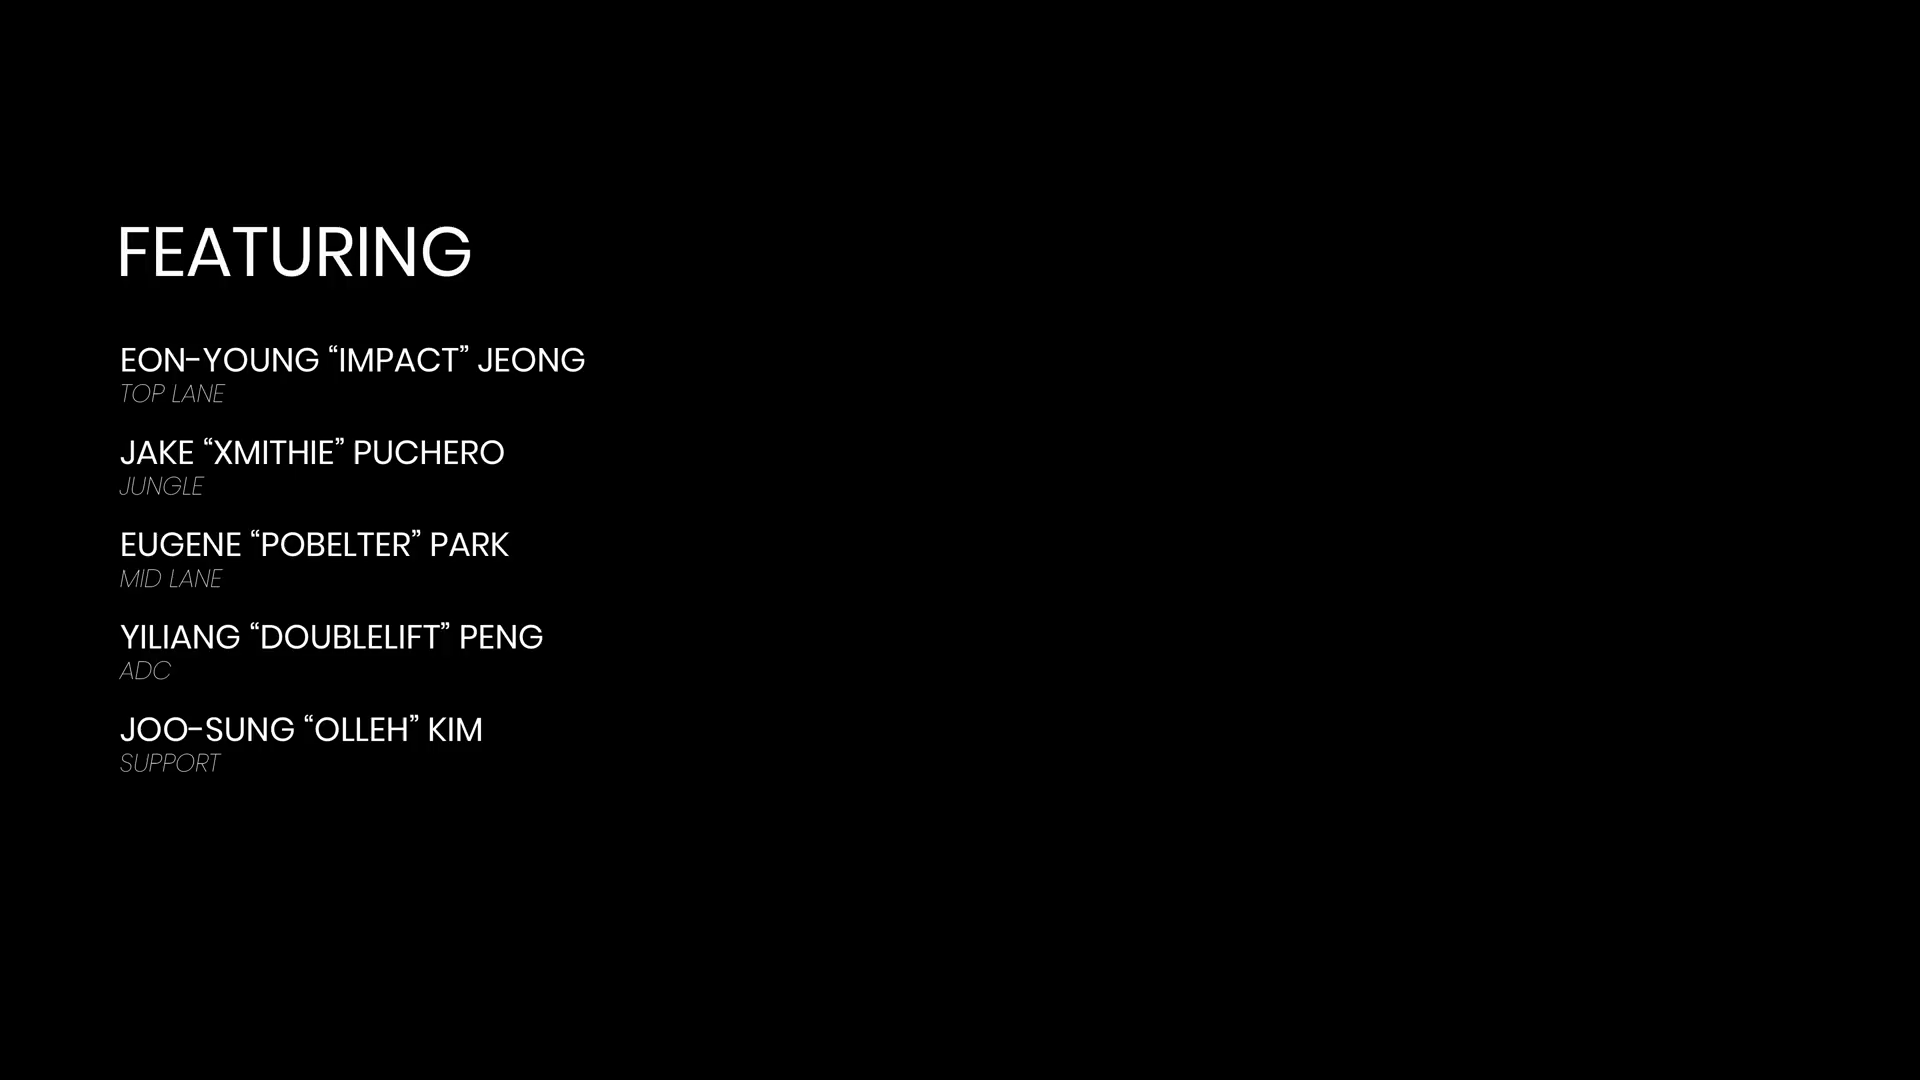 FEATURING
EON-YOUNG “IMPACT” JEONG
TOP LANE
JAKE “XMITHIE” PUCHERO
JUNGLE
EUGENE “POBELTER” PARK
MID LANE
YILIANG “DOUBLELIFT” PENG
ADC
JOO-SUNG “OLLEH” KIM
SUPPORT